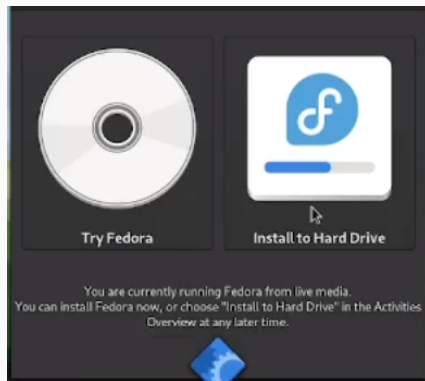 Try Fedora
Install to Hard Drive
You are currently running Fedora from live media.
You can install Fedora now, or choose "Install to Hard Drive" in the Activities
Overview at any later time.